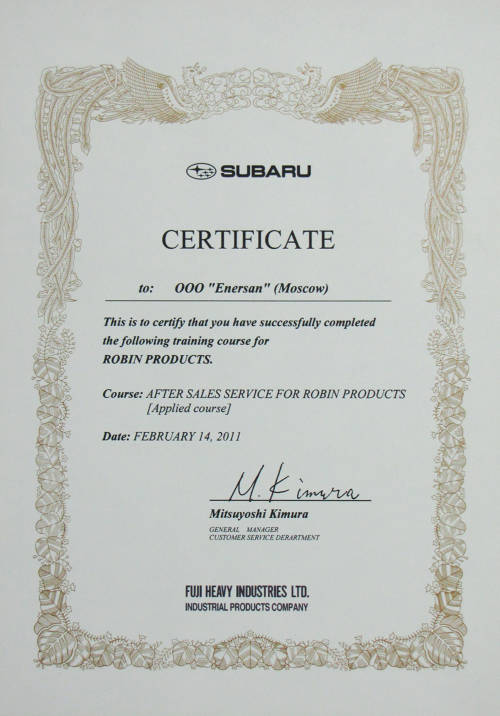 SUBARU
CERTIFICATE
to: OOO "Enersan" (Moscow)
This is to certify that you have successfully completed
the following training course for
ROBIN PRODUCTS.
Course: AFTER SALES SERVICE FOR ROBIN PRODUCTS
[Applied course]
Date: FEBRUARY 14, 2011
M. Kimura
Mitsuyoshi Kimura
GENERAL MANAGER
CUSTOMER SERVICE DERARTMENT
FUJI HEAVY INDUSTRIES LTD.
INDUSTRIAL PRODUCTS COMPANY